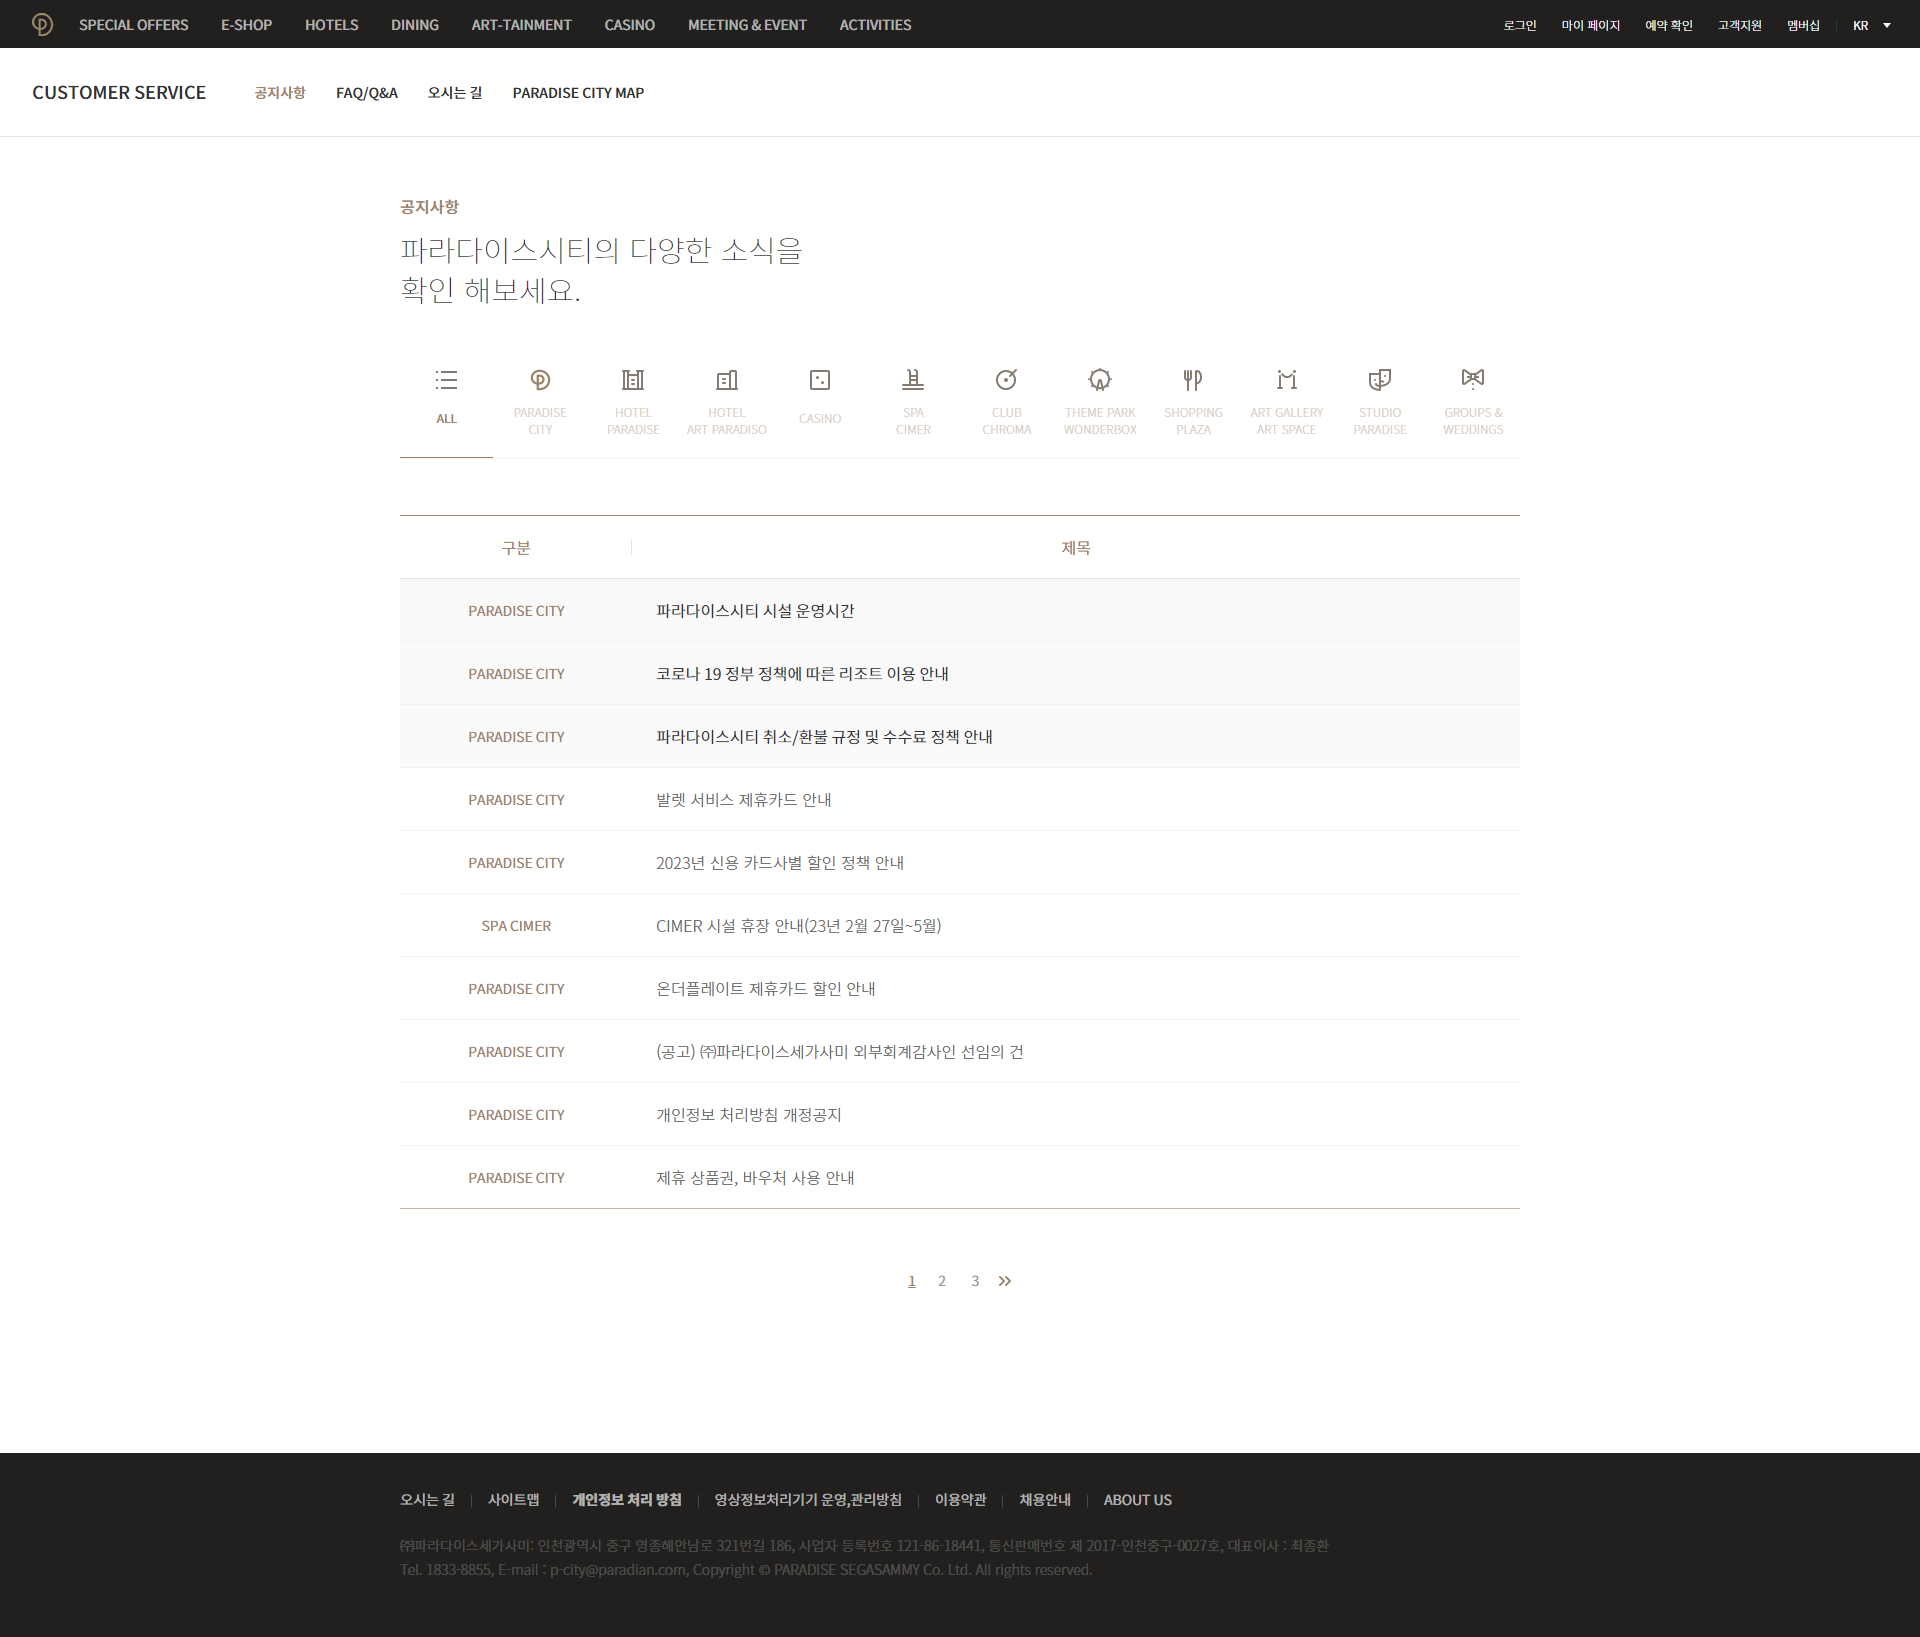 SPECIAL OFFERS E-SHOP HOTELS DINING ART-TAINMENT CASINO MEETING & EVENT ACTIVITIES 로그인 마이 페이지 예약 확인 고객지원 멤버십 KR
CUSTOMER SERVICE 공지사항 FAQ/Q&A 오시는 길 PARADISE CITY MAP
공지사항
파라다이스시티의 다양한 소식을
확인 해보세요.
ALL
PARADISE
CITY
HOTEL
PARADISE
HOTEL
ART PARADISO
CASINO
SPA
CIMER
CLUB
CHROMA
THEME PARK
WONDERBOX
SHOPPING
PLAZA
ART GALLERY
ART SPACE
STUDIO
PARADISE
GROUPS &
WEDDINGS
구분 제목
PARADISE CITY 파라다이스시티 시설 운영시간
PARADISE CITY 코로나 19 정부 정책에 따른 리조트 이용 안내
PARADISE CITY 파라다이스시티 취소/환불 규정 및 수수료 정책 안내
PARADISE CITY 발렛 서비스 제휴카드 안내
PARADISE CITY 2023년 신용 카드사별 할인 정책 안내
SPA CIMER CIMER 시설 휴장 안내(23년 2월 27일~5월)
PARADISE CITY 온더플레이트 제휴카드 할인 안내
PARADISE CITY (공고) ㈜파라다이스세가사미 외부회계감사인 선임의 건
PARADISE CITY 개인정보 처리방침 개정공지
PARADISE CITY 제휴 상품권, 바우처 사용 안내
1 2 3 »
오시는 길 사이트맵 개인정보 처리 방침 영상정보처리기기 운영,관리방침 이용약관 채용안내 ABOUT US
㈜파라다이스세가사미: 인천광역시 중구 영종해안남로 321번길 186, 사업자 등록번호 121-86-18441, 통신판매번호 제 2017-인천중구-0027호, 대표이사 : 최종환
Tel. 1833-8855, E-mail : p-city@paradian.com, Copyright © PARADISE SEGASAMMY Co. Ltd. All rights reserved.